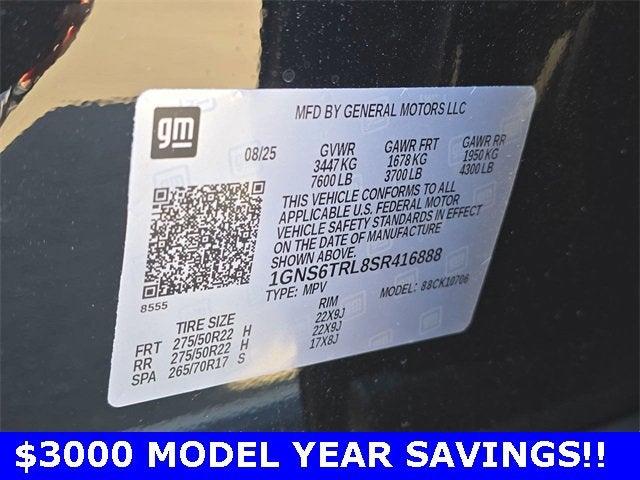 MFD BY GENERAL MOTORS LLC
gm
08/25 GVWR GAWR FRT GAWR RR
3447 KG 1678 KG 1950 KG
7600 LB 3700 LB 4300 LB
THIS VEHICLE CONFORMS TO ALL
APPLICABLE U.S. FEDERAL MOTOR
VEHICLE SAFETY STANDARDS IN EFFECT
ON THE DATE OF MANUFACTURE
SHOWN ABOVE.
1GNS6TRL8SR416888
TYPE: MPV MODEL: 88CK10706
8555
TIRE SIZE RIM
FRT 275/50R22 H 22X9J
RR 275/50R22 H 22X9J
SPA 265/70R17 S 17X8J
$3000 MODEL YEAR SAVINGS!!